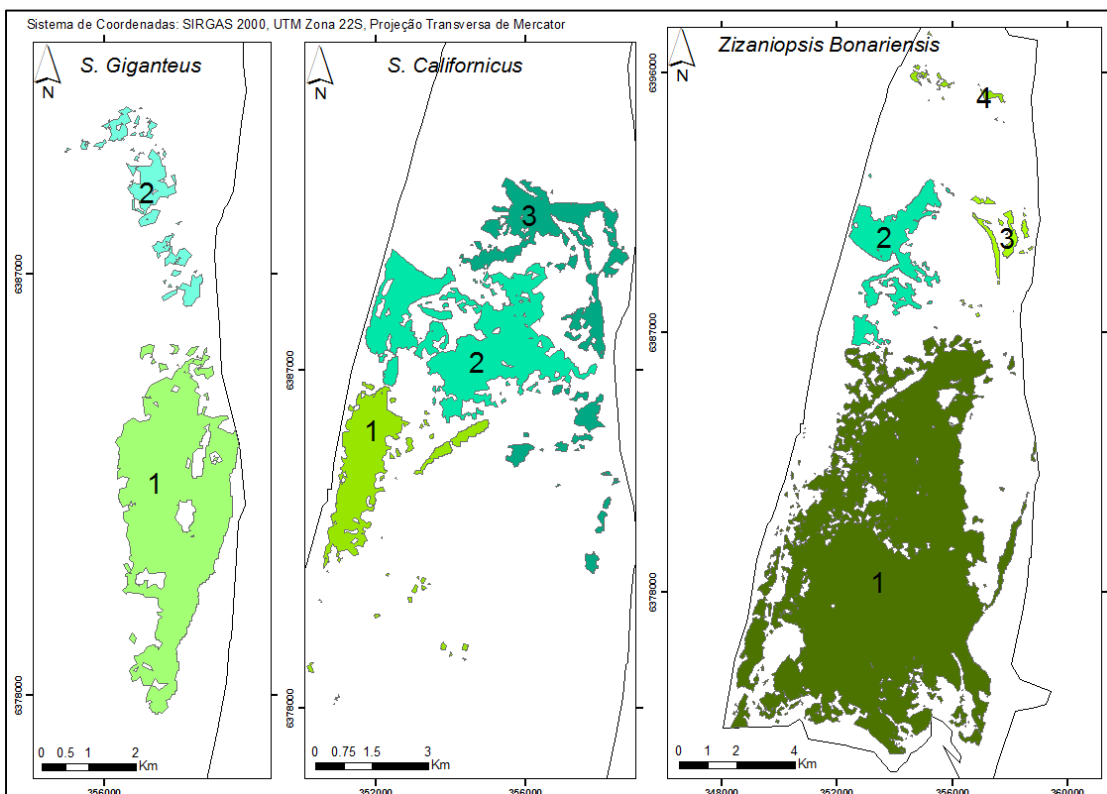 Sistema de Coordenadas: SIRGAS 2000, UTM Zona 22S, Projeção Transversa de Mercator
S. Giganteus
N
2
1
6387000
6378000
0 0.5 1 2
Km
356000
S. Californicus
N
3
2
1
6387000
6378000
0 0.75 1.5 3
Km
352000 356000
Zizaniopsis Bonariensis
N
4
2
3
1
6396000
6387000
6378000
0 1 2 4
Km
348000 352000 356000 360000